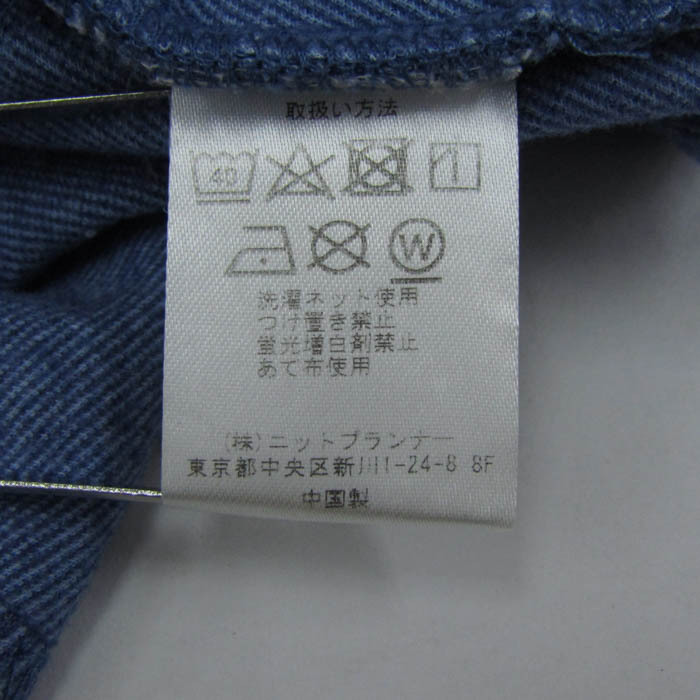 取扱い方法
40
W
洗濯ネット使用
つけ置き禁止
蛍光増白剤禁止
あて布使用
(株)ニットプランナー
東京都中央区新川1-24-8 8F
中国製